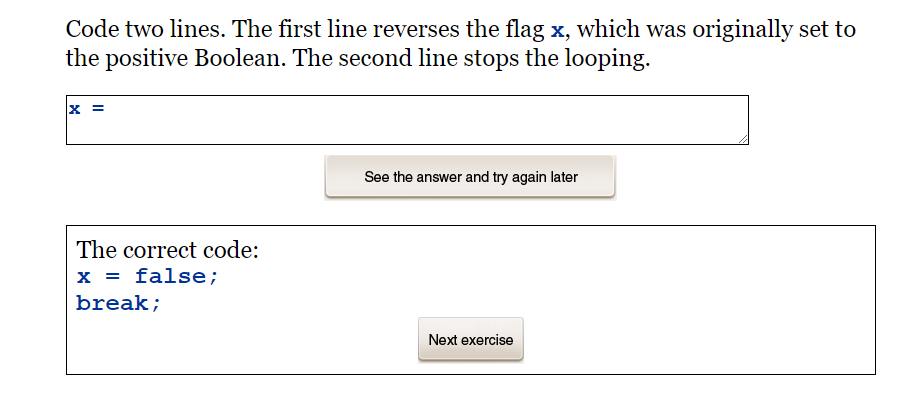 Code two lines. The first line reverses the flag x, which was originally set to
the positive Boolean. The second line stops the looping.
x =
See the answer and try again later
The correct code:
x = false;
break;
Next exercise